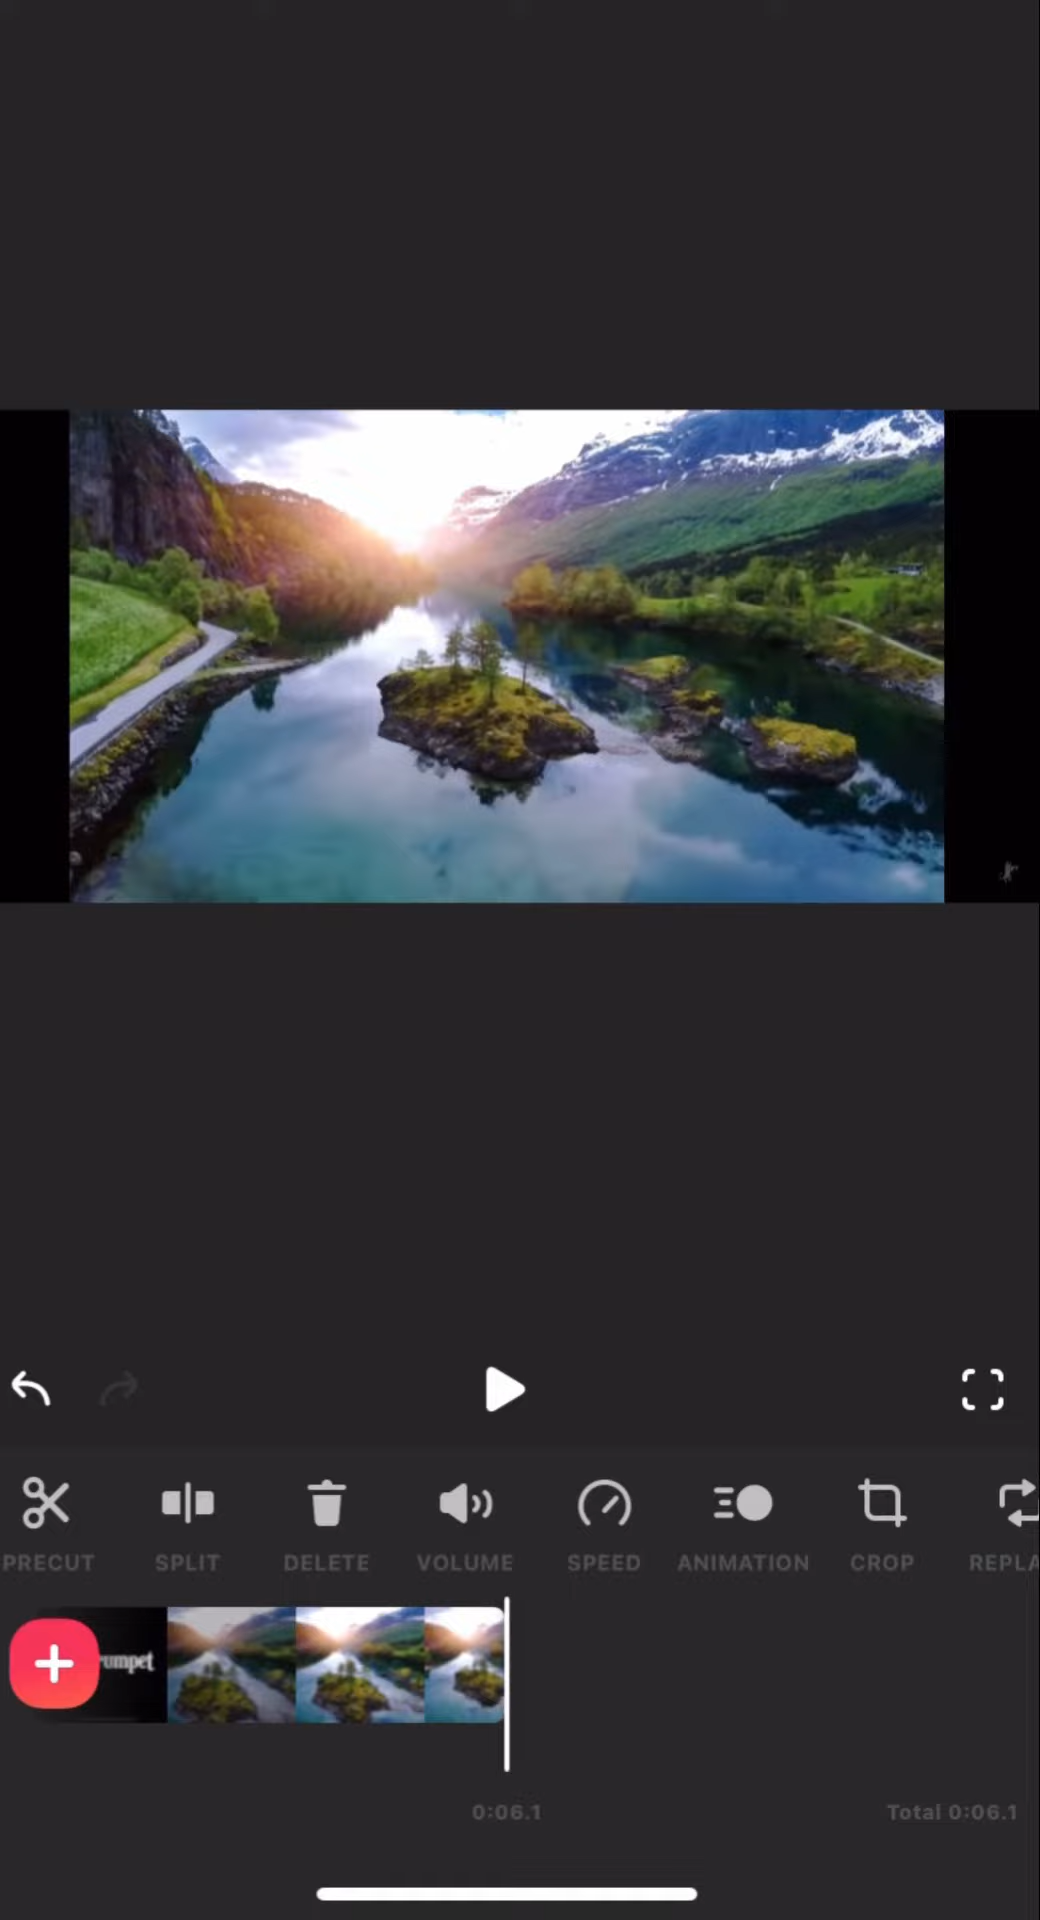 PRECUT SPLIT DELETE VOLUME SPEED ANIMATION CROP REPLA
umpet
0:06.1 Total 0:06.1